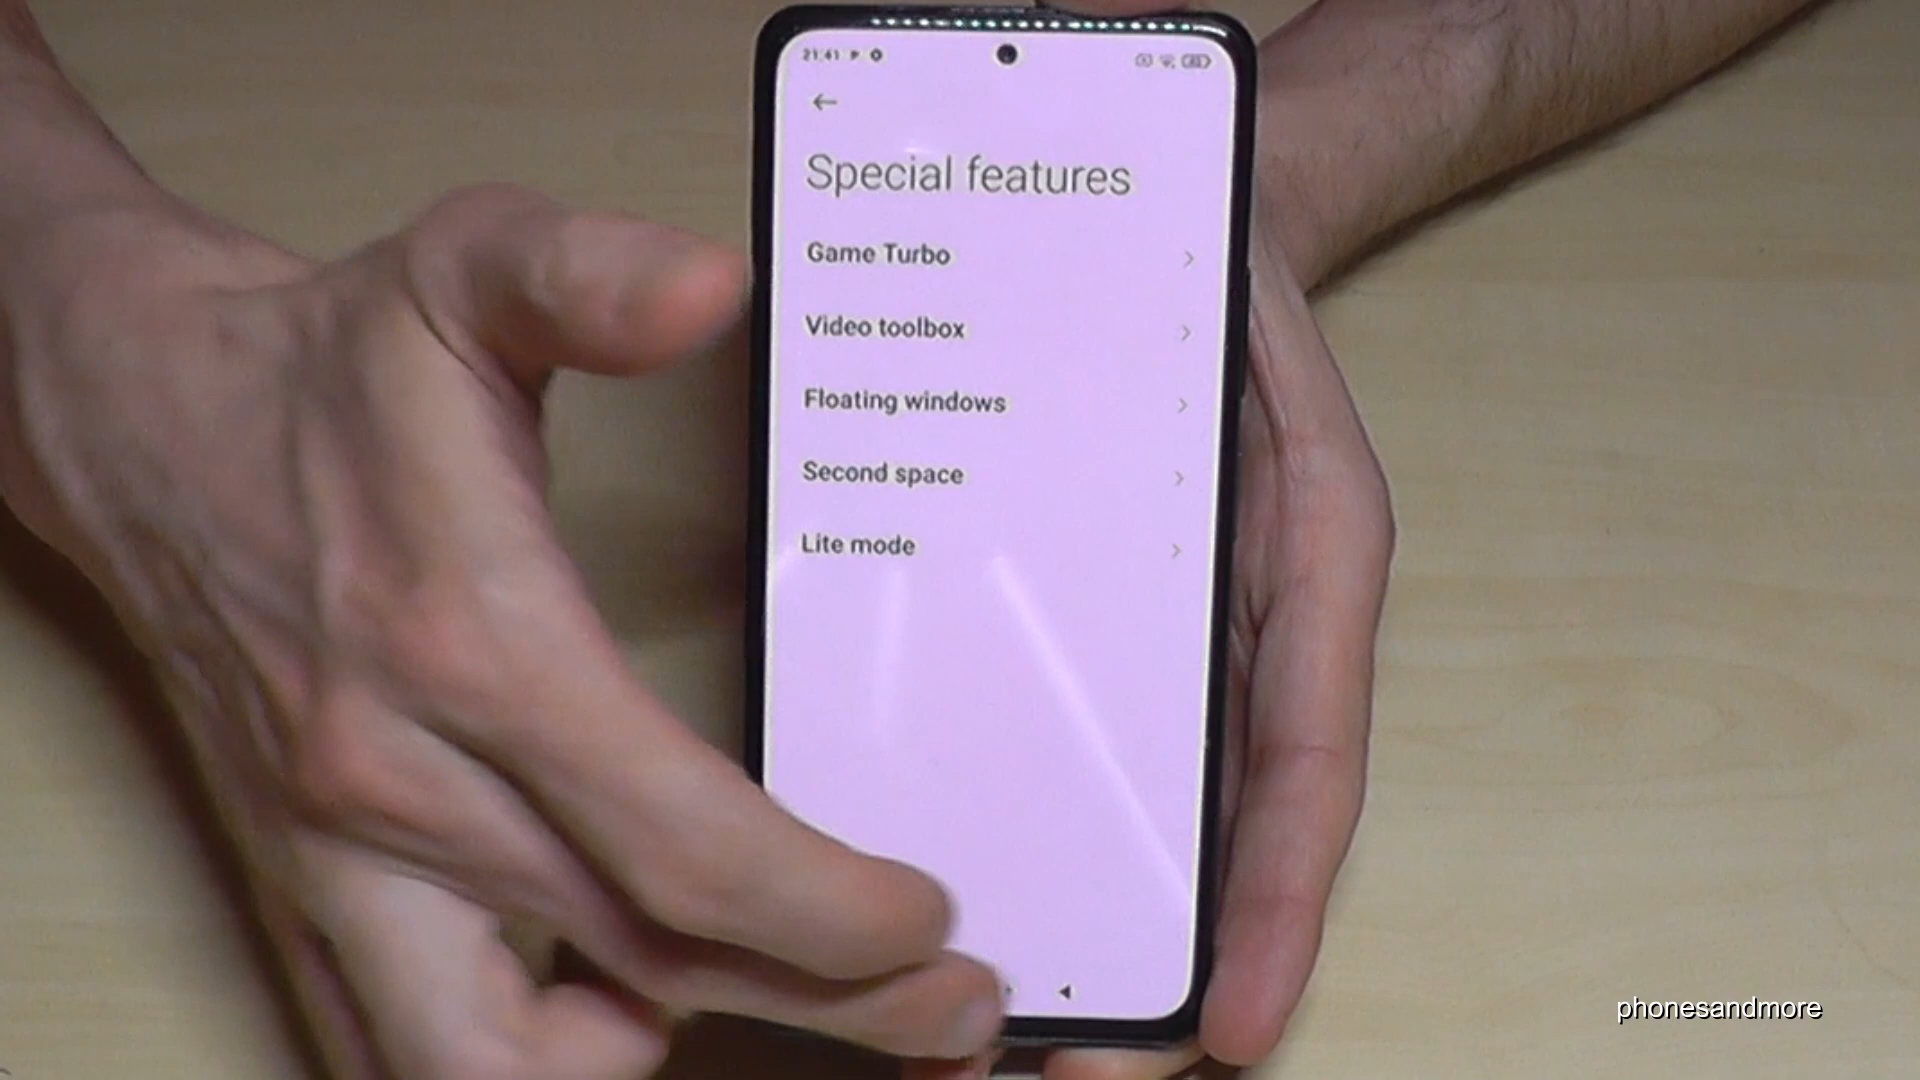 21:41
Special features
Game Turbo
Video toolbox
Floating windows
Second space
Lite mode
phonesandmore